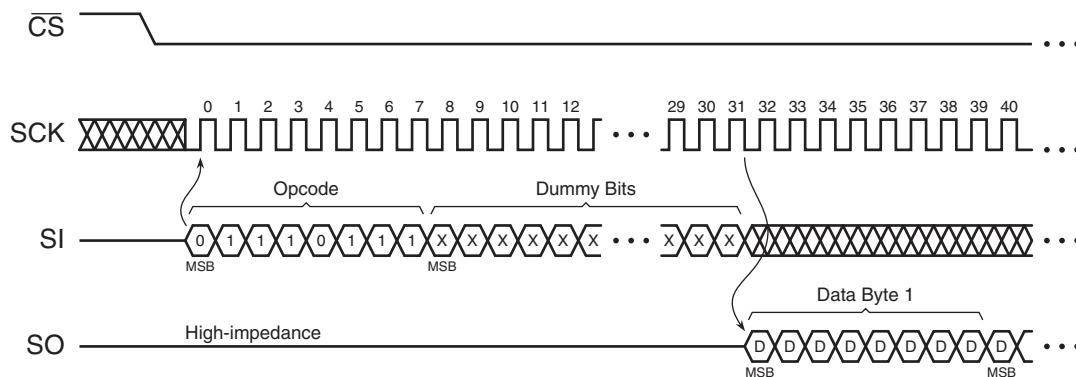 CS
• • •
0 1 2 3 4 5 6 7 8 9 10 11 12 29 30 31 32 33 34 35 36 37 38 39 40
SCK • • • • • •
Opcode Dummy Bits
SI 0 1 1 1 0 1 1 1 X X X X X X • • • X X X • • •
MSB MSB
Data Byte 1
High-impedance
SO D D D D D D D D D • • •
MSB MSB